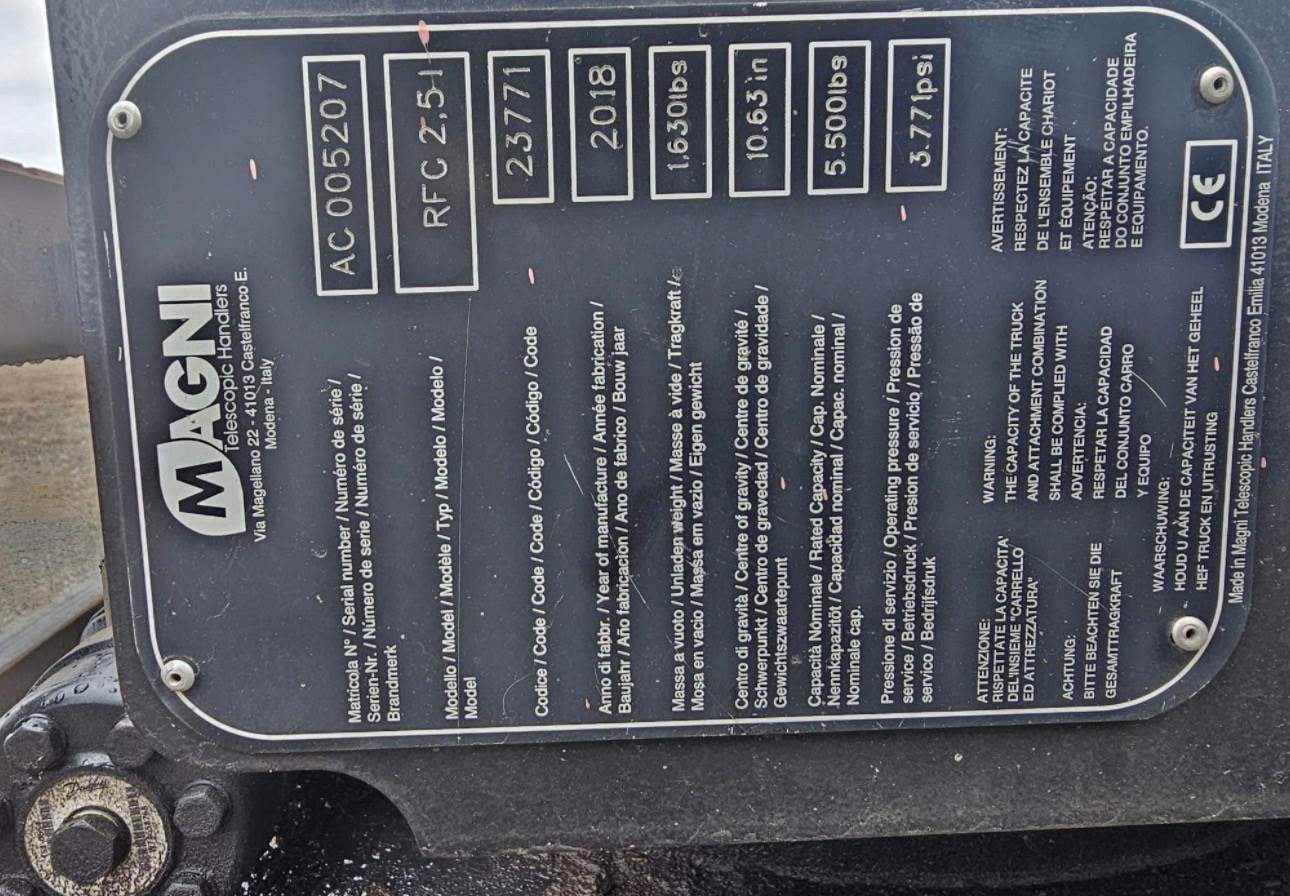 MAGNI
Telescopic Handlers
Via Magellano 22 - 41013 Castelfranco E.
Modena - Italy
Matricola N° / Serial number / Numéro de série /
Serien-Nr. / Número de serie / Numéro de série /
Brandmerk
AC 005207
Modello / Model / Modèle / Typ / Modelo / Modelo /
Model
RFC 2,5-I
Codice / Code / Code / Code / Código / Código / Code
23771
Anno di fabbr. / Year of manufacture / Année fabrication /
Baujahr / Año fabricacion / Ano de fabrico / Bouw jaar
2018
Massa a vuoto / Unladen weight / Masse à vide / Tragkraft /
Mosa en vacio / Massa em vazio / Eigen gewicht
1,630lbs
Centro di gravità / Centre of gravity / Centre de gravité /
Schwerpunkt / Centro de gravedad / Centro de gravidade /
Gewichtiszwaartepunt
10.63 in
Capacità Nominale / Rated Capacity / Cap. Nominale /
Nennkapazitöt / Capacidad nominal / Capac. nominal /
Nominale cap.
5.500lbs
Pressione di servizio / Operating pressure / Pression de
service / Betriebsdruck / Presion de servicio / Pressão de
servico / Bedrijfsdruk
3.771psi
ATTENZIONE:
RISPETTATE LA CAPACITA'
DEL'INSIEME "CARRELLO
ED ATTREZZATURA"
ACHTUNG:
BITTE BEACHTEN SIE DIE
GESAMTTRAGKRAFT
WARNING:
THE CAPACITY OF THE TRUCK
AND ATTACHMENT COMBINATION
SHALL BE COMPLIED WITH
ADVERTENCIA:
RESPETAR LA CAPACIDAD
DEL CONJUNTO CARRO
Y EQUIPO
AVERTISSEMENT:
RESPECTEZ LA CAPACITE
DE L'ENSEMBLE CHARIOT
ET ÉQUIPEMENT
ATENÇÃO:
RESPEITAR A CAPACIDADE
DO CONJUNTO EMPILHADEIRA
E EQUIPAMENTO.
WAARSCHUWING:
HOUD U AAN DE CAPACITEIT VAN HET GEHEEL
HEF TRUCK EN UITRUSTING
CE
Made in Magni Telescopic Handlers Castelfranco Emilia 41013 Modena ITALY
Danfoss